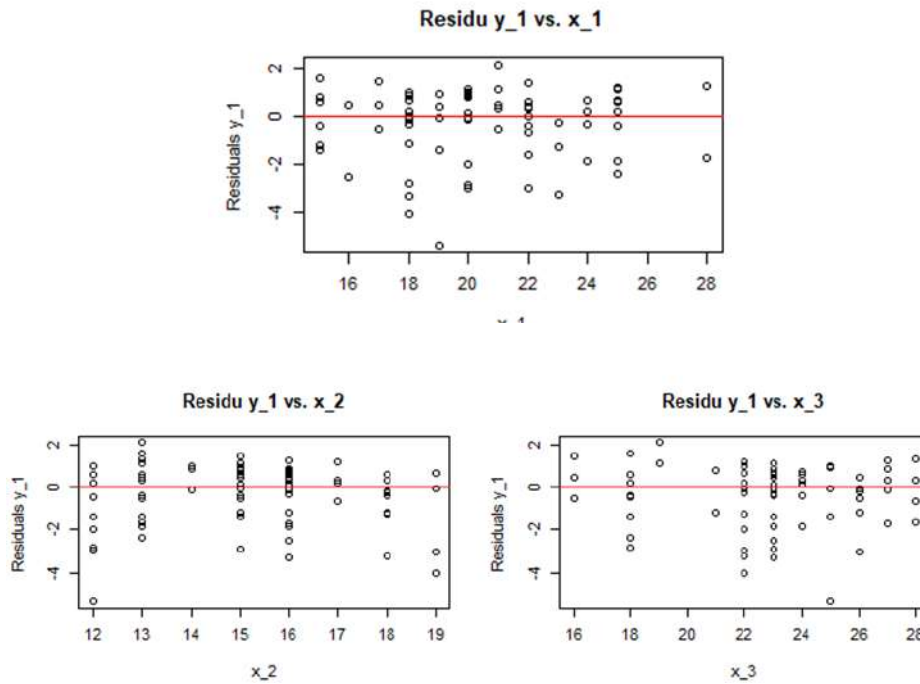 Residu y_1 vs. x_1
Residuals y_1
2
0
-2
-4
16 18 20 22 24 26 28
x_1
Residu y_1 vs. x_2
Residuals y_1
2
0
-2
-4
12 13 14 15 16 17 18 19
x_2
Residu y_1 vs. x_3
Residuals y_1
2
0
-2
-4
16 18 20 22 24 26 28
x_3